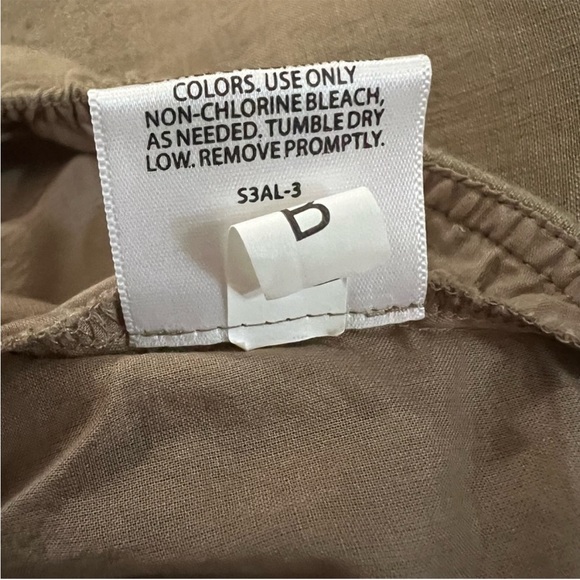 COLORS. USE ONLY
NON-CHLORINE BLEACH,
AS NEEDED. TUMBLE DRY
LOW. REMOVE PROMPTLY.
S3AL-3